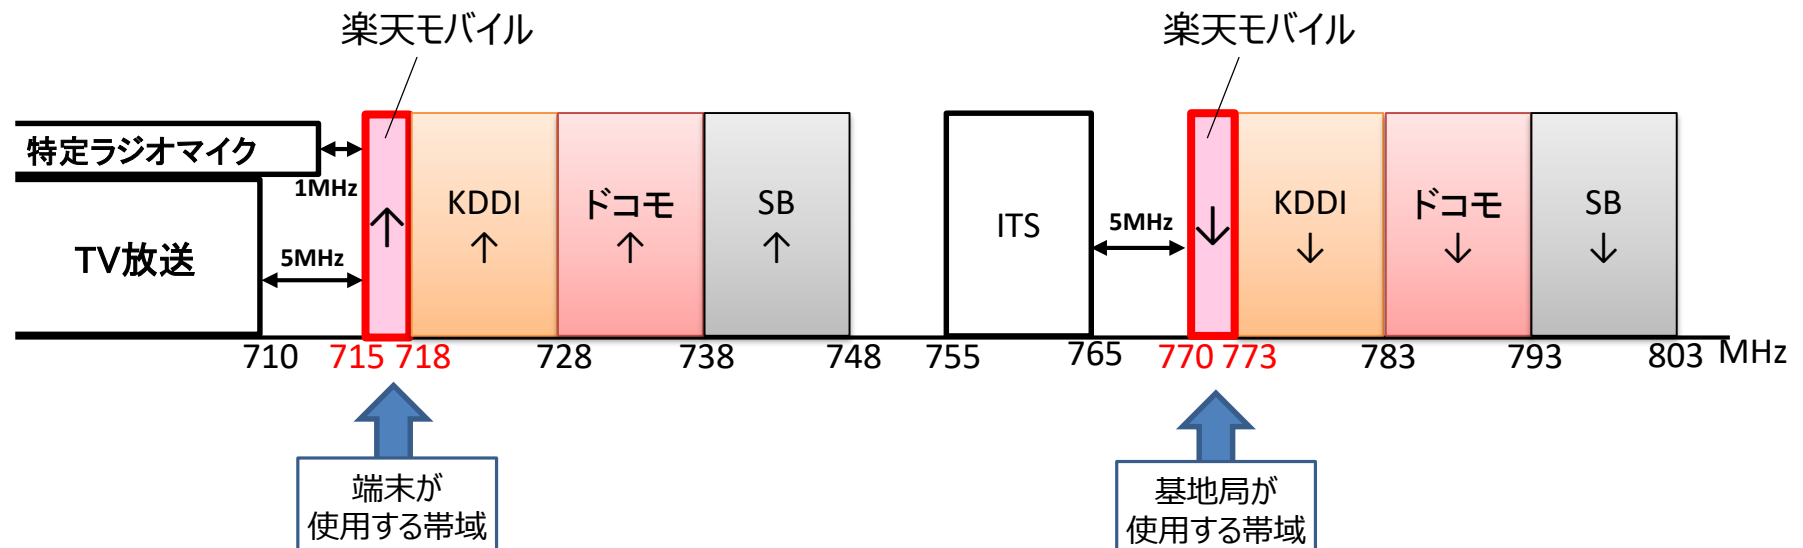 楽天モバイル
楽天モバイル
特定ラジオマイク
1MHz
TV放送
5MHz
↑
KDDI
↑
ドコモ
↑
SB
↑
ITS
5MHz
↓
KDDI
↓
ドコモ
↓
SB
↓
710 715 718 728 738 748 755 765 770 773 783 793 803 MHz
端末が
使用する帯域
基地局が
使用する帯域